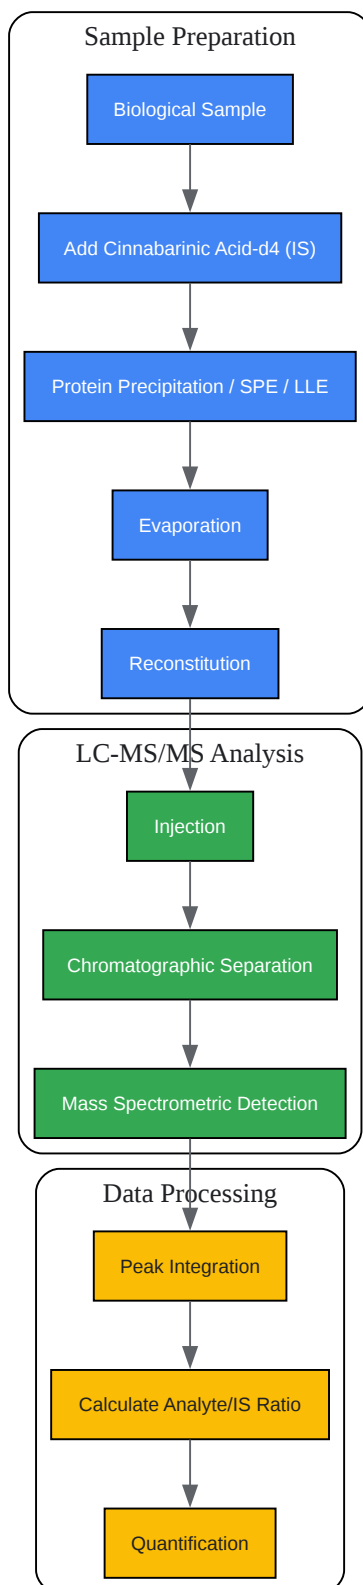 Sample Preparation
Biological Sample
Add Cinnabarinic Acid-d4 (IS)
Protein Precipitation / SPE / LLE
Evaporation
Reconstitution
LC-MS/MS Analysis
Injection
Chromatographic Separation
Mass Spectrometric Detection
Data Processing
Peak Integration
Calculate Analyte/IS Ratio
Quantification